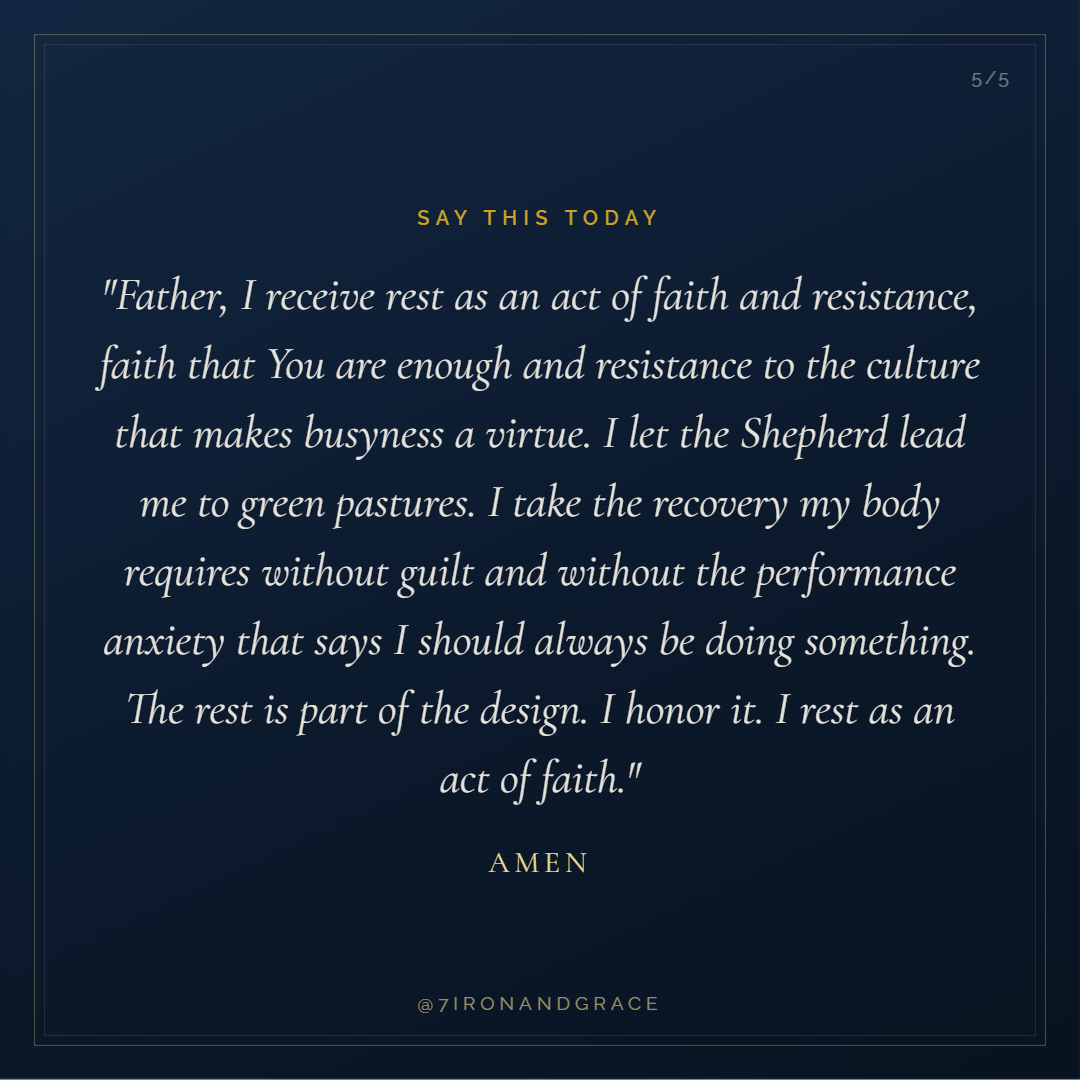 5/5
SAY THIS TODAY
"Father, I receive rest as an act of faith and resistance,
faith that You are enough and resistance to the culture
that makes busyness a virtue. I let the Shepherd lead
me to green pastures. I take the recovery my body
requires without guilt and without the performance
anxiety that says I should always be doing something.
The rest is part of the design. I honor it. I rest as an
act of faith."
AMEN
@7IRONANDGRACE